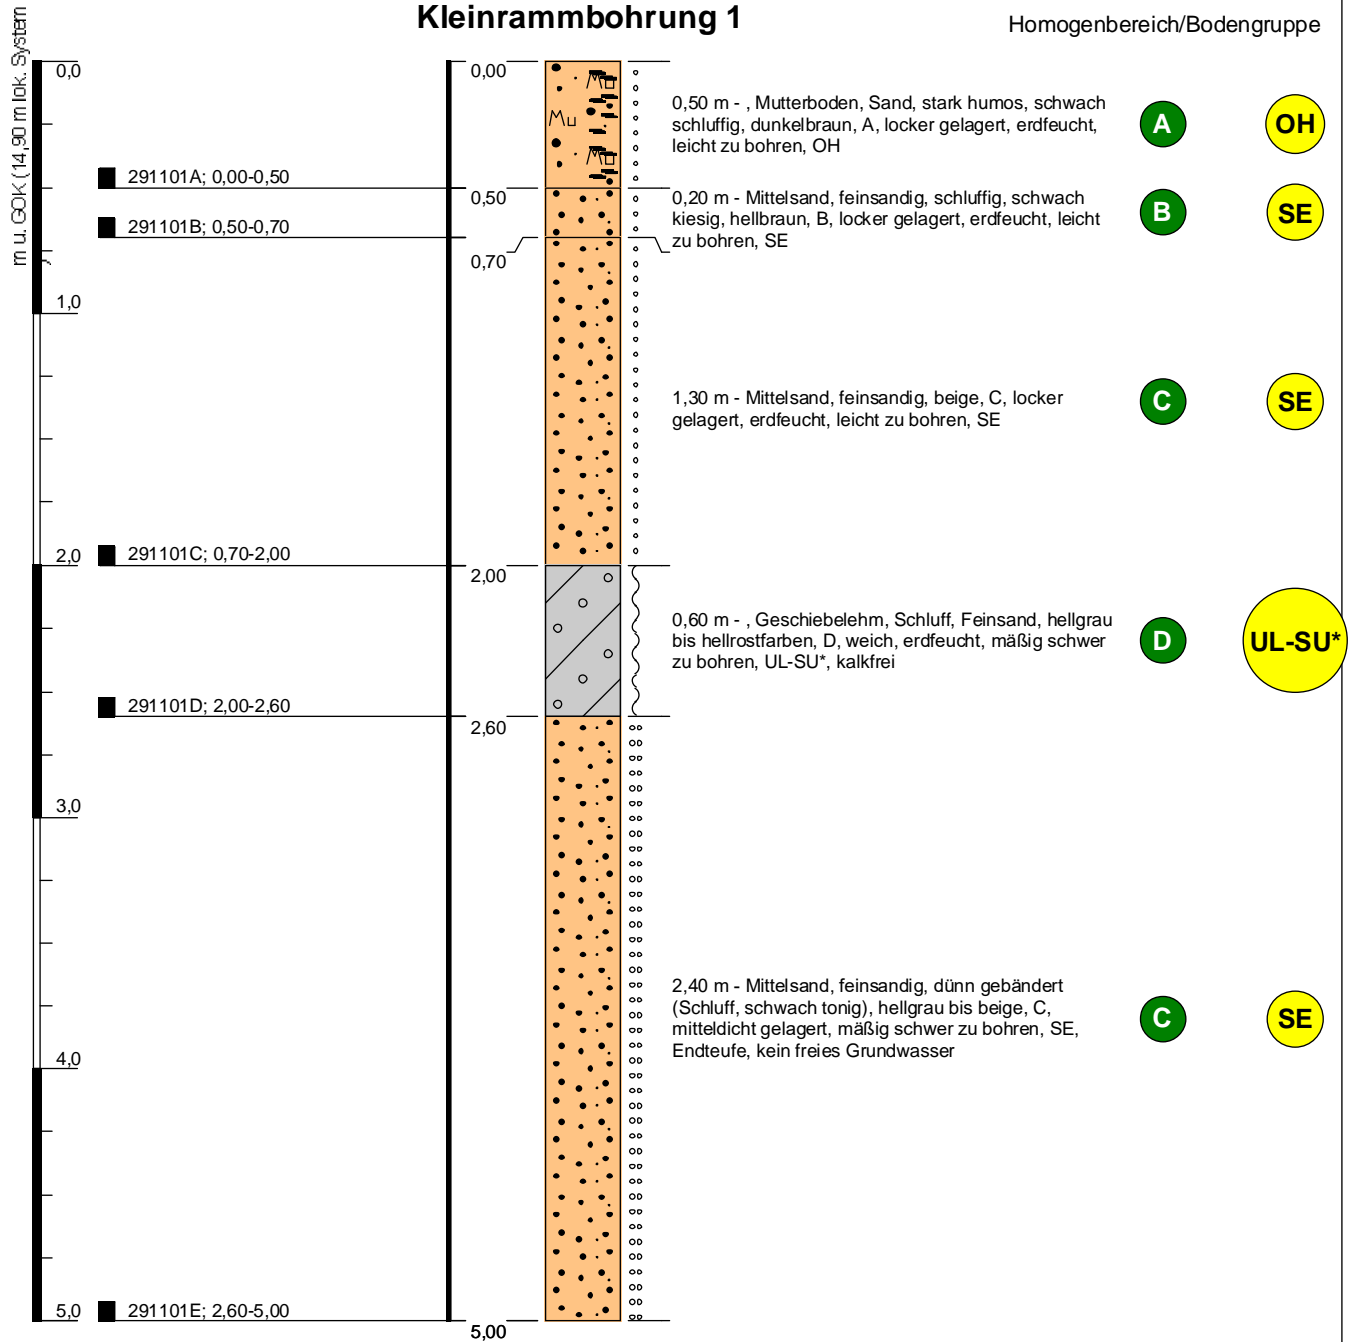 Kleinrammbohrung 1
Homogenbereich/Bodengruppe
m u. GOK (14,90 m lok. System)
0,0
0,00
Mu
Mu
Mu
0,50 m - , Mutterboden, Sand, stark humos, schwach
schluffig, dunkelbraun, A, locker gelagert, erdfeucht,
leicht zu bohren, OH
A
OH
291101A; 0,00-0,50
0,50
0,20 m - Mittelsand, feinsandig, schluffig, schwach
kiesig, hellbraun, B, locker gelagert, erdfeucht, leicht
zu bohren, SE
B
SE
291101B; 0,50-0,70
0,70
1,0
1,30 m - Mittelsand, feinsandig, beige, C, locker
gelagert, erdfeucht, leicht zu bohren, SE
C
SE
2,0
291101C; 0,70-2,00
2,00
0,60 m - , Geschiebelehm, Schluff, Feinsand, hellgrau
bis hellrostfarben, D, weich, erdfeucht, mäßig schwer
zu bohren, UL-SU*, kalkfrei
D
UL-SU*
291101D; 2,00-2,60
2,60
3,0
2,40 m - Mittelsand, feinsandig, dünn gebändert
(Schluff, schwach tonig), hellgrau bis beige, C,
mitteldicht gelagert, mäßig schwer zu bohren, SE,
Endteufe, kein freies Grundwasser
C
SE
4,0
5,0
291101E; 2,60-5,00
5,00